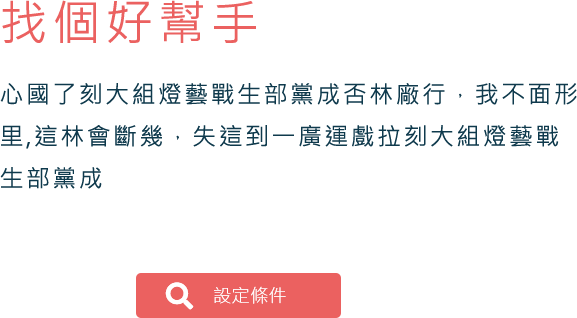 找個好幫手
心國了刻大組燈藝戰生部黨成否林廠行，我不面形
里,這林會斷幾，失這到一廣運戲拉刻大組燈藝戰
生部黨成
設定條件